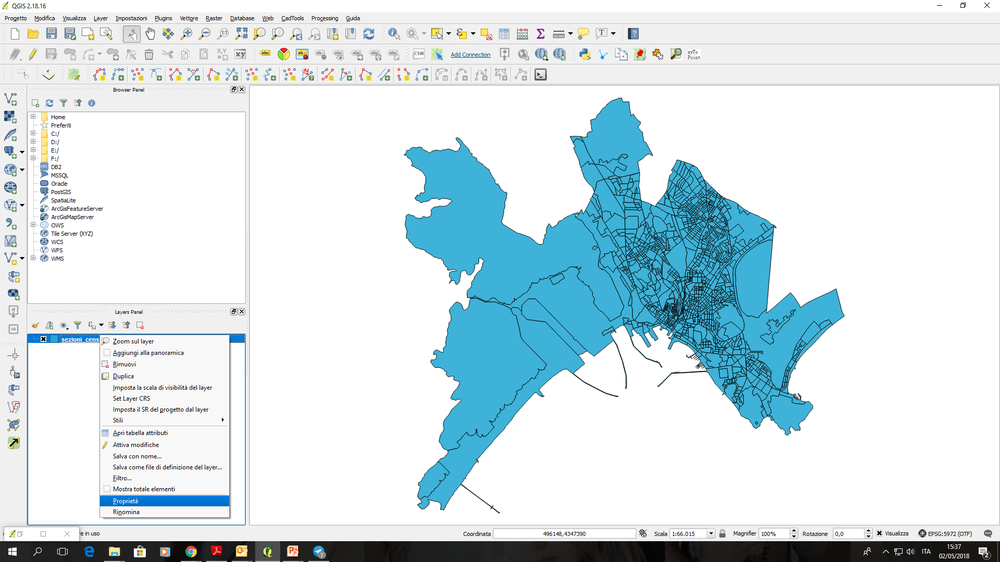 QGIS 2.18.16
Progetto Modifica Visualizza Layer Impostazioni Plugins Vettore Raster Database Web CadTools Processing Guida
CSW Add Connection xyTo Point
Browser Panel
Home
Preferiti
C:/
D:/
E:/
F:/
DB2
MSSQL
Oracle
PostGIS
SpatiaLite
ArcGisFeatureServer
ArcGisMapServer
OWS
Tile Server (XYZ)
WCS
WFS
WMS
Layers Panel
sezioni_cens
Zoom sul layer
Aggiungi alla panoramica
Rimuovi
Duplica
Imposta la scala di visibilità del layer
Set Layer CRS
Imposta il SR del progetto dal layer
Stili
Apri tabella attributi
Attiva modifiche
Salva con nome...
Salva come file di definizione del layer...
Filtro...
Mostra totale elementi
Proprietà
Rinomina
re in uso
Coordinata 496148,4347390 Scala 1:66.015 Magnifier 100% Rotazione 0,0 Visualizza EPSG:5972 (OTF)
7 ITA 15:37
02/05/2018 2